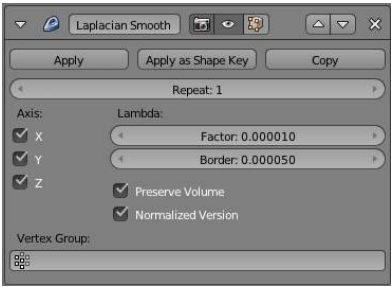 Laplacian Smooth
Apply Apply as Shape Key Copy
Repeat: 1
Axis: Lambda:
X Factor: 0.000010
Y Border: 0.000050
Z
Preserve Volume
Normalized Version
Vertex Group: